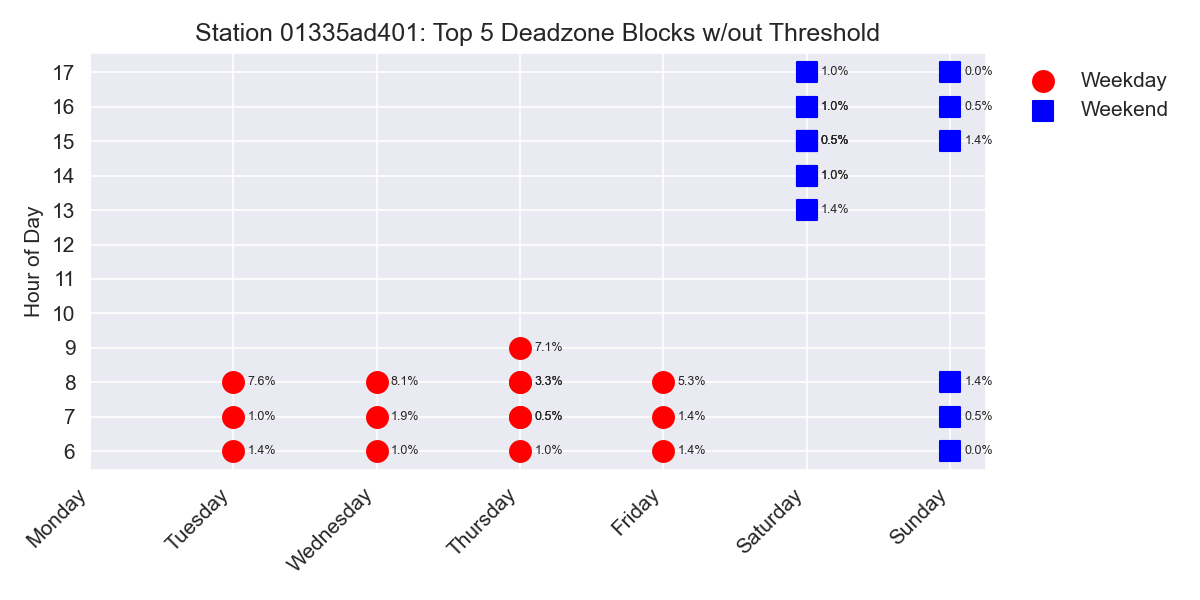 Station 01335ad401: Top 5 Deadzone Blocks w/out Threshold
Hour of Day
17 1.0% 0.0%
16 1.0% 0.5%
15 0.5% 1.4%
14 1.0%
13 1.4%
12
11
10
9 7.1%
8 7.6% 8.1% 3.3% 5.3% 1.4%
7 1.0% 1.9% 0.5% 1.4% 0.5%
6 1.4% 1.0% 1.0% 1.4% 0.0%
Monday
Tuesday
Wednesday
Thursday
Friday
Saturday
Sunday
Weekday
Weekend